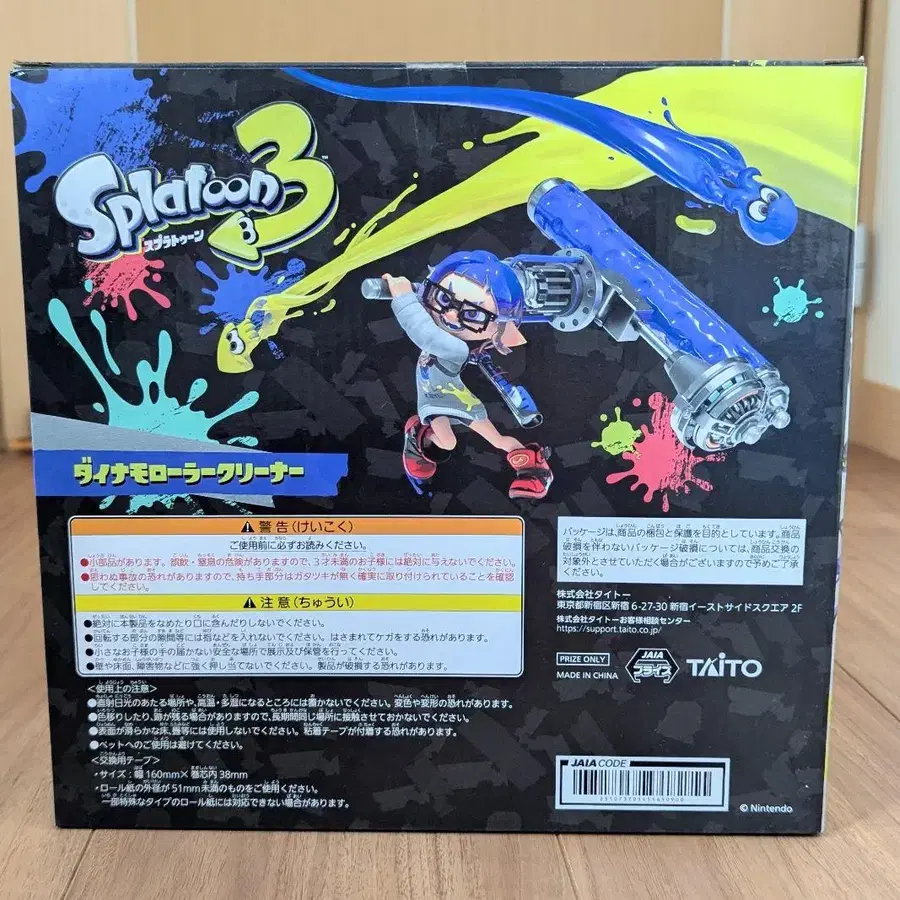 Splatoon3™
スプラトゥーン
ダイナモローラークリーナー
⚠警告(けいこく)
ご使用前に必ずお読みください。
●小部品があります。誤飲・窒息の危険がありますので、3才未満のお子様には絶対に与えないでください。
●思わぬ事故の恐れがありますので、持ち手部分はガタツキが無く確実に取り付けられていることを確認
してください。
⚠注意(ちゅうい)
●絶対に本製品をなめたり口に含んだりしないでください。
●回転する部分の隙間等には指などを入れないでください。はさまれてケガをする恐れがあります。
●小さなお子様の手の届かない安全な場所で展示及び保管を行ってください。
●壁や床面、障害物などに強く押し当てないでください。製品が破損する恐れがあります。
<使用上の注意>
●直射日光のあたる場所や、高温・多湿になるところには置かないでください。変色や変形の恐れがあります。
●色移りしたり、跡が残る場合がありますので、長期間同じ場所に接触させておかないでください。
●表面が滑らかな床、畳等には使用しないでください。粘着テープが付着する恐れがあります。
●ペットへのご使用は避けてください。
<交換用テープ>
・サイズ:幅160mm×巻芯内38mm
・ロール紙の外径が51mm未満のものをご使用ください。
一部特殊なタイプのロール紙には対応できない場合があります。
パッケージは、商品の梱包と保護を目的としています。商品
破損を伴わないパッケージ破損については、商品交換の
対象外とさせていただく場合がございますので予めご了承
ください。
株式会社タイトー
東京都新宿区新宿 6-27-30 新宿イーストサイドスクエア 2F
株式会社タイトーお客様相談センター
https://support.taito.co.jp/
PRIZE ONLY
MADE IN CHINA
JAIA
プライズ
TAITO
JAIA CODE
© Nintendo